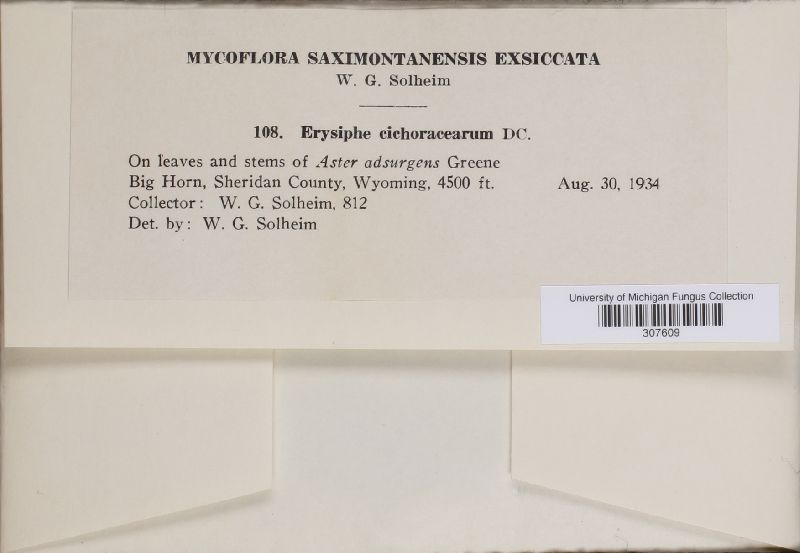 MYCOFLORA SAXIMONTANENSIS EXSICCATA
W. G. Solheim
108. Erysiphe cichoracearum DC.
On leaves and stems of Aster adsurgens Greene
Big Horn, Sheridan County, Wyoming, 4500 ft. Aug. 30, 1934
Collector: W. G. Solheim, 812
Det. by: W. G. Solheim
University of Michigan Fungus Collection
307609